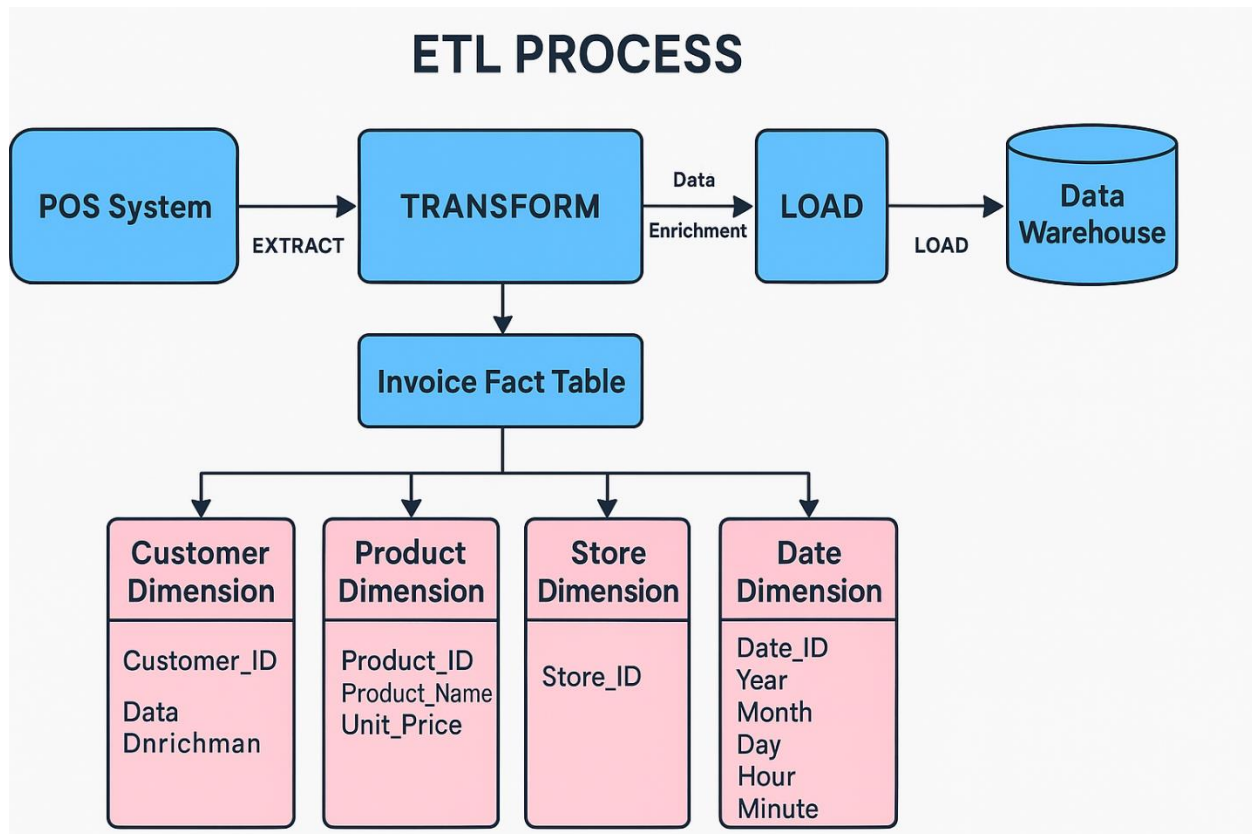 ETL PROCESS
POS System
EXTRACT
TRANSFORM
Data
Enrichment
LOAD
LOAD
Data
Warehouse
Invoice Fact Table
Customer
Dimension
Customer_ID
Data
Dnrichman
Product
Dimension
Product_ID
Product_Name
Unit_Price
Store
Dimension
Store_ID
Date
Dimension
Date_ID
Year
Month
Day
Hour
Minute